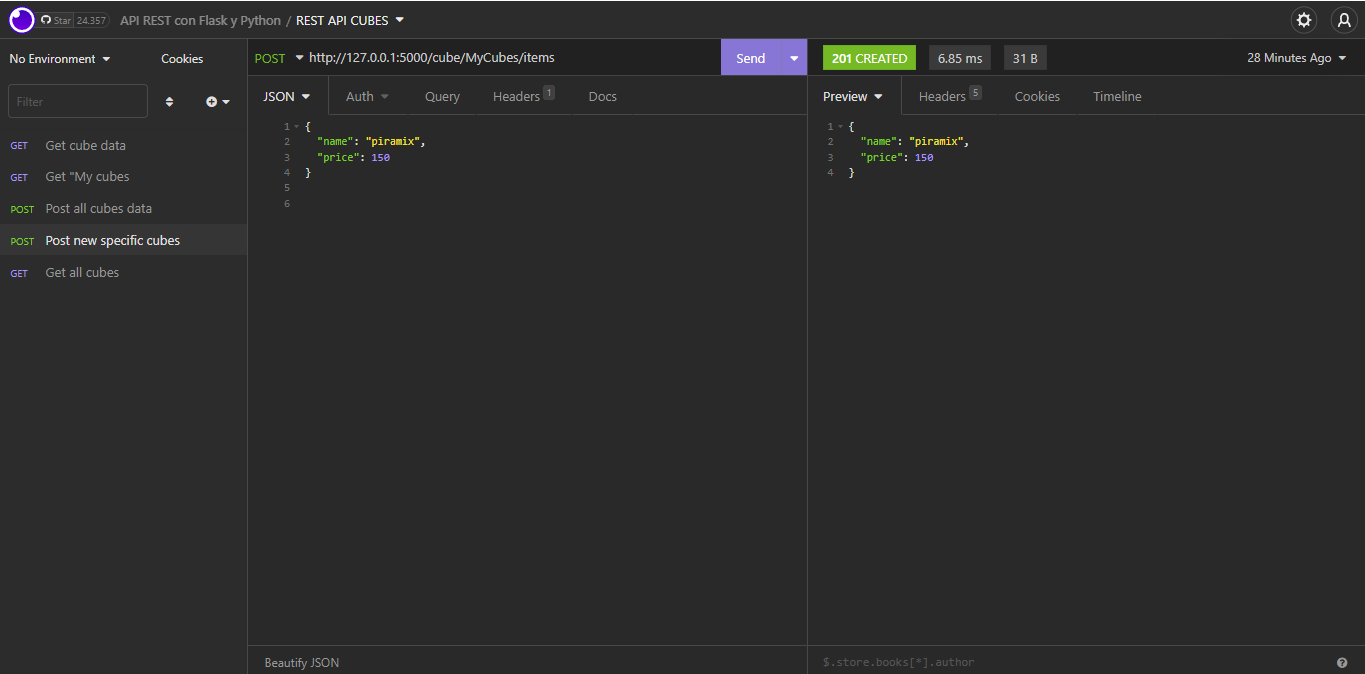 Star 24.357 API REST con Flask y Python / REST API CUBES
No Environment Cookies
Filter
GET Get cube data
GET Get "My cubes
POST Post all cubes data
POST Post new specific cubes
GET Get all cubes
POST http://127.0.0.1:5000/cube/MyCubes/items Send
JSON Auth Query Headers 1 Docs
1 {
2 "name": "piramix",
3 "price": 150
4 }
5
6
Beautify JSON
201 CREATED 6.85 ms 31 B 28 Minutes Ago
Preview Headers 5 Cookies Timeline
1 {
2 "name": "piramix",
3 "price": 150
4 }
$.store.books[*].author ?